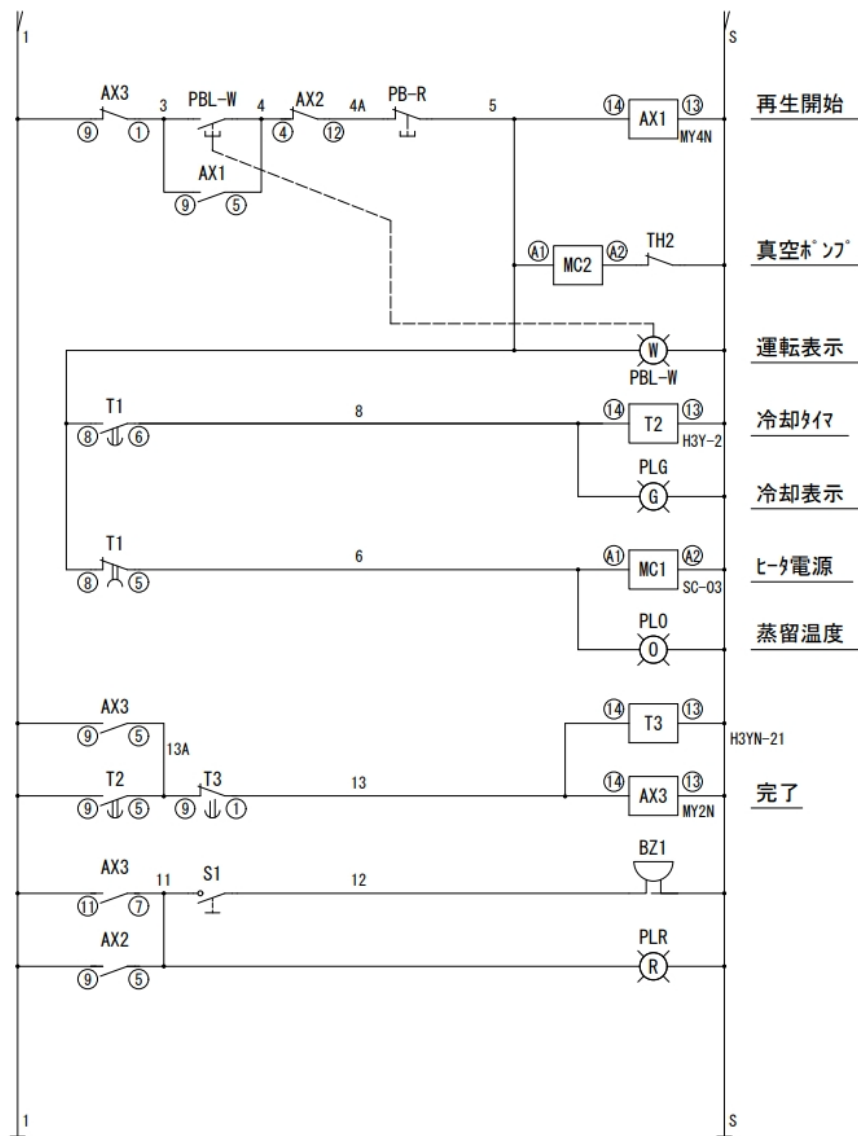 1 S
AX3 3 PBL-W 4 AX2 4A PB-R 5 ⑭ AX1 ⑬ 再生開始
⑨ ① ④ ⑫ MY4N
AX1
⑨ ⑤
Ⓐ1 MC2 Ⓐ2 TH2 真空ﾎﾟﾝﾌﾟ
W 運転表示
PBL-W
T1 8 ⑭ T2 ⑬ 冷却ﾀｲﾏ
⑧ ⑥ H3Y-2
PLG
G 冷却表示
T1 6 A1 MC1 A2 ﾋｰﾀ電源
⑧ ⑤ SC-03
PLO
O 蒸留温度
AX3 ⑭ T3 ⑬
⑨ ⑤ 13A H3YN-21
T2 T3 13 ⑭ AX3 ⑬ 完了
⑨ ⑤ ⑨ ① MY2N
AX3 11 S1 12 BZ1
⑪ ⑦
AX2 PLR
⑨ ⑤ R
1 S